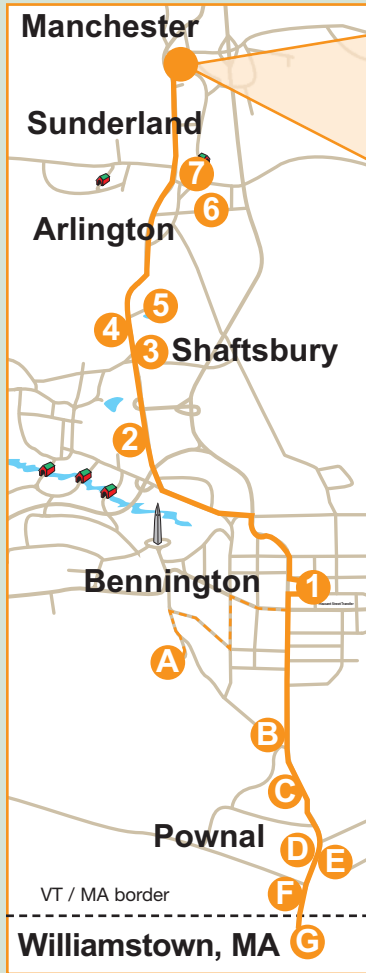 Manchester
Sunderland
7
6
Arlington
5
4
3 Shaftsbury
2
Bennington
1
A
B
C
Pownal
D
E
F
VT / MA border
Williamstown, MA
G